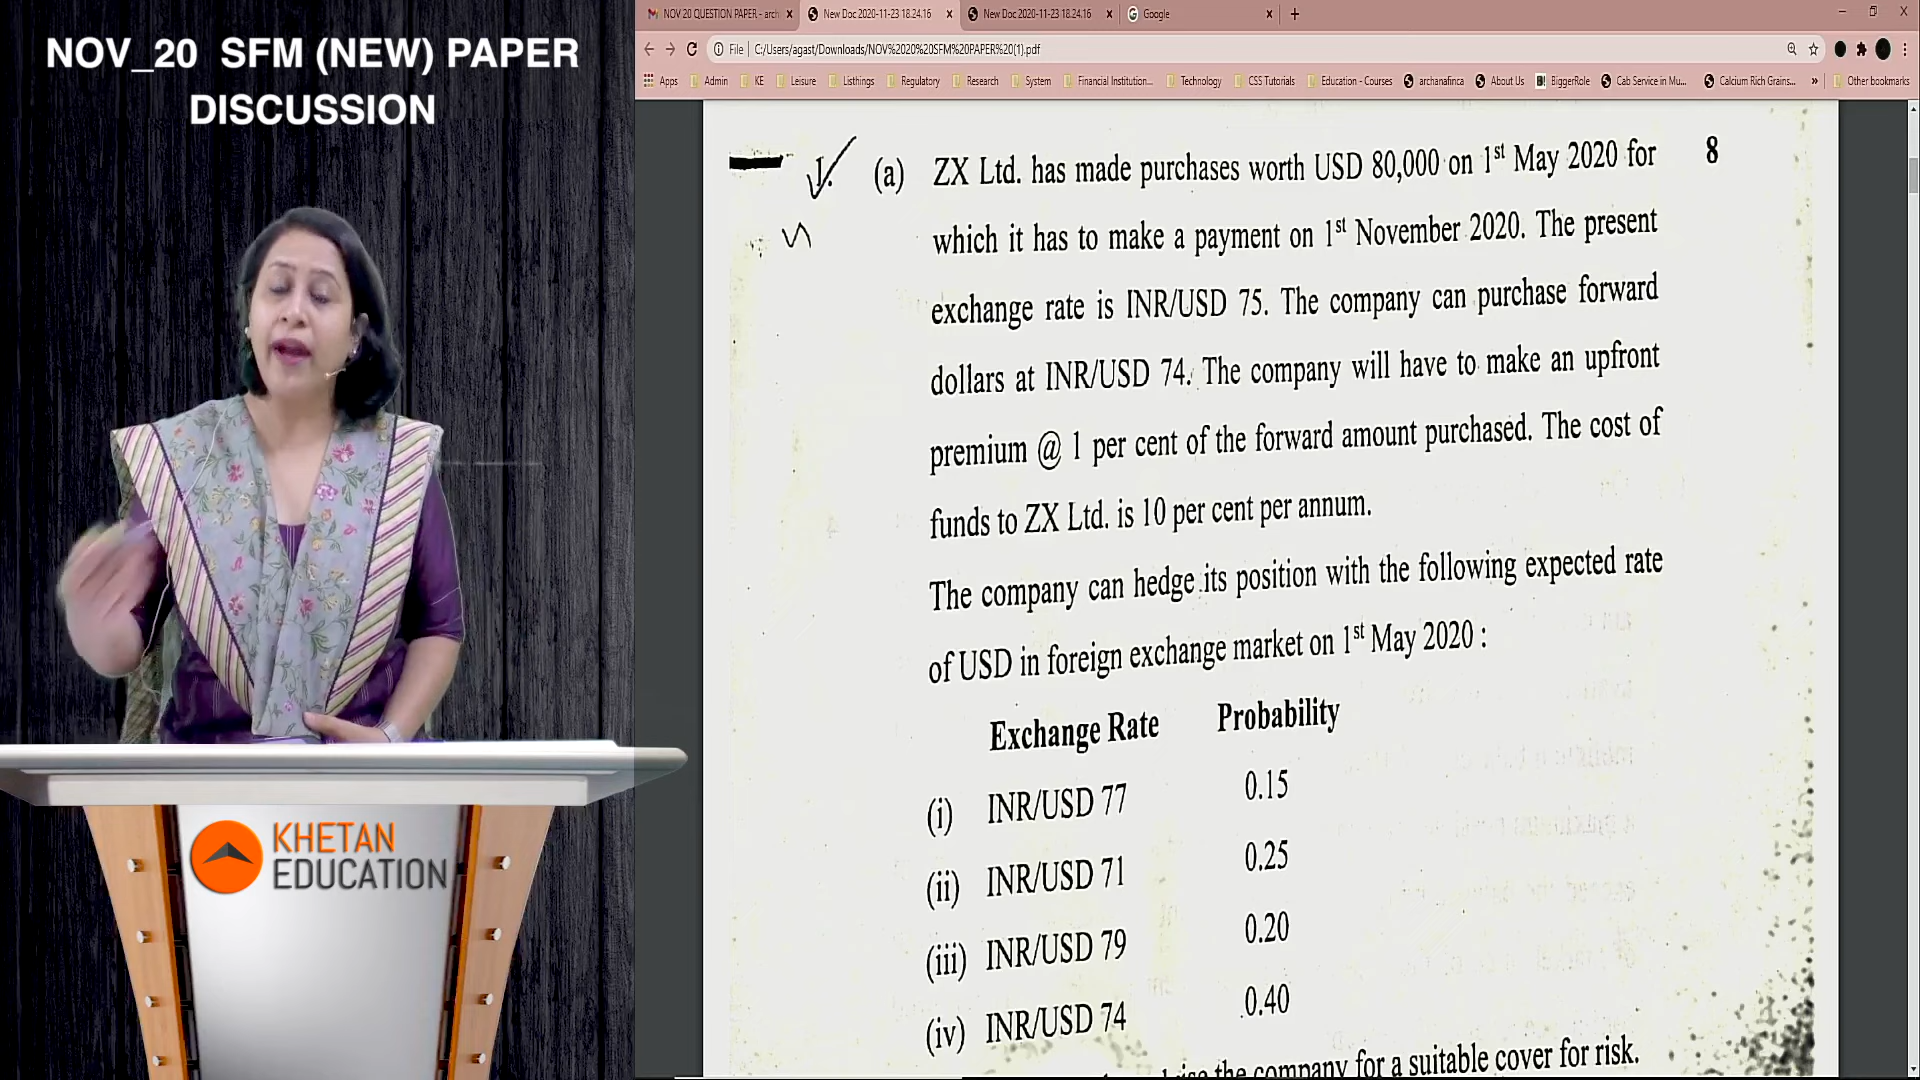 NOV_20 SFM (NEW) PAPER
DISCUSSION
KHETAN
EDUCATION
NOV 20 QUESTION PAPER - arch
New Doc 2020-11-23 18.24.16
New Doc 2020-11-23 18.24.16
Google
File
C:/Users/agast/Downloads/NOV%2020%20SFM%20PAPER%20(1).pdf
Apps
Admin
KE
Leisure
Listhings
Regulatory
Research
System
Financial Institution...
Technology
CSS Tutorials
Education - Courses
archanafinca
About Us
BiggerRole
Cab Service in Mu...
Calcium Rich Grains...
»
Other bookmarks
1. (a) ZX Ltd. has made purchases worth USD 80,000 on 1st May 2020 for 8
which it has to make a payment on 1st November 2020. The present
exchange rate is INR/USD 75. The company can purchase forward
dollars at INR/USD 74. The company will have to make an upfront
premium @ 1 per cent of the forward amount purchased. The cost of
funds to ZX Ltd. is 10 per cent per annum.
The company can hedge its position with the following expected rate
of USD in foreign exchange market on 1st May 2020 :
Exchange Rate Probability
(i) INR/USD 77 0.15
(ii) INR/USD 71 0.25
(iii) INR/USD 79 0.20
(iv) INR/USD 74 0.40
the company for a suitable cover for risk.